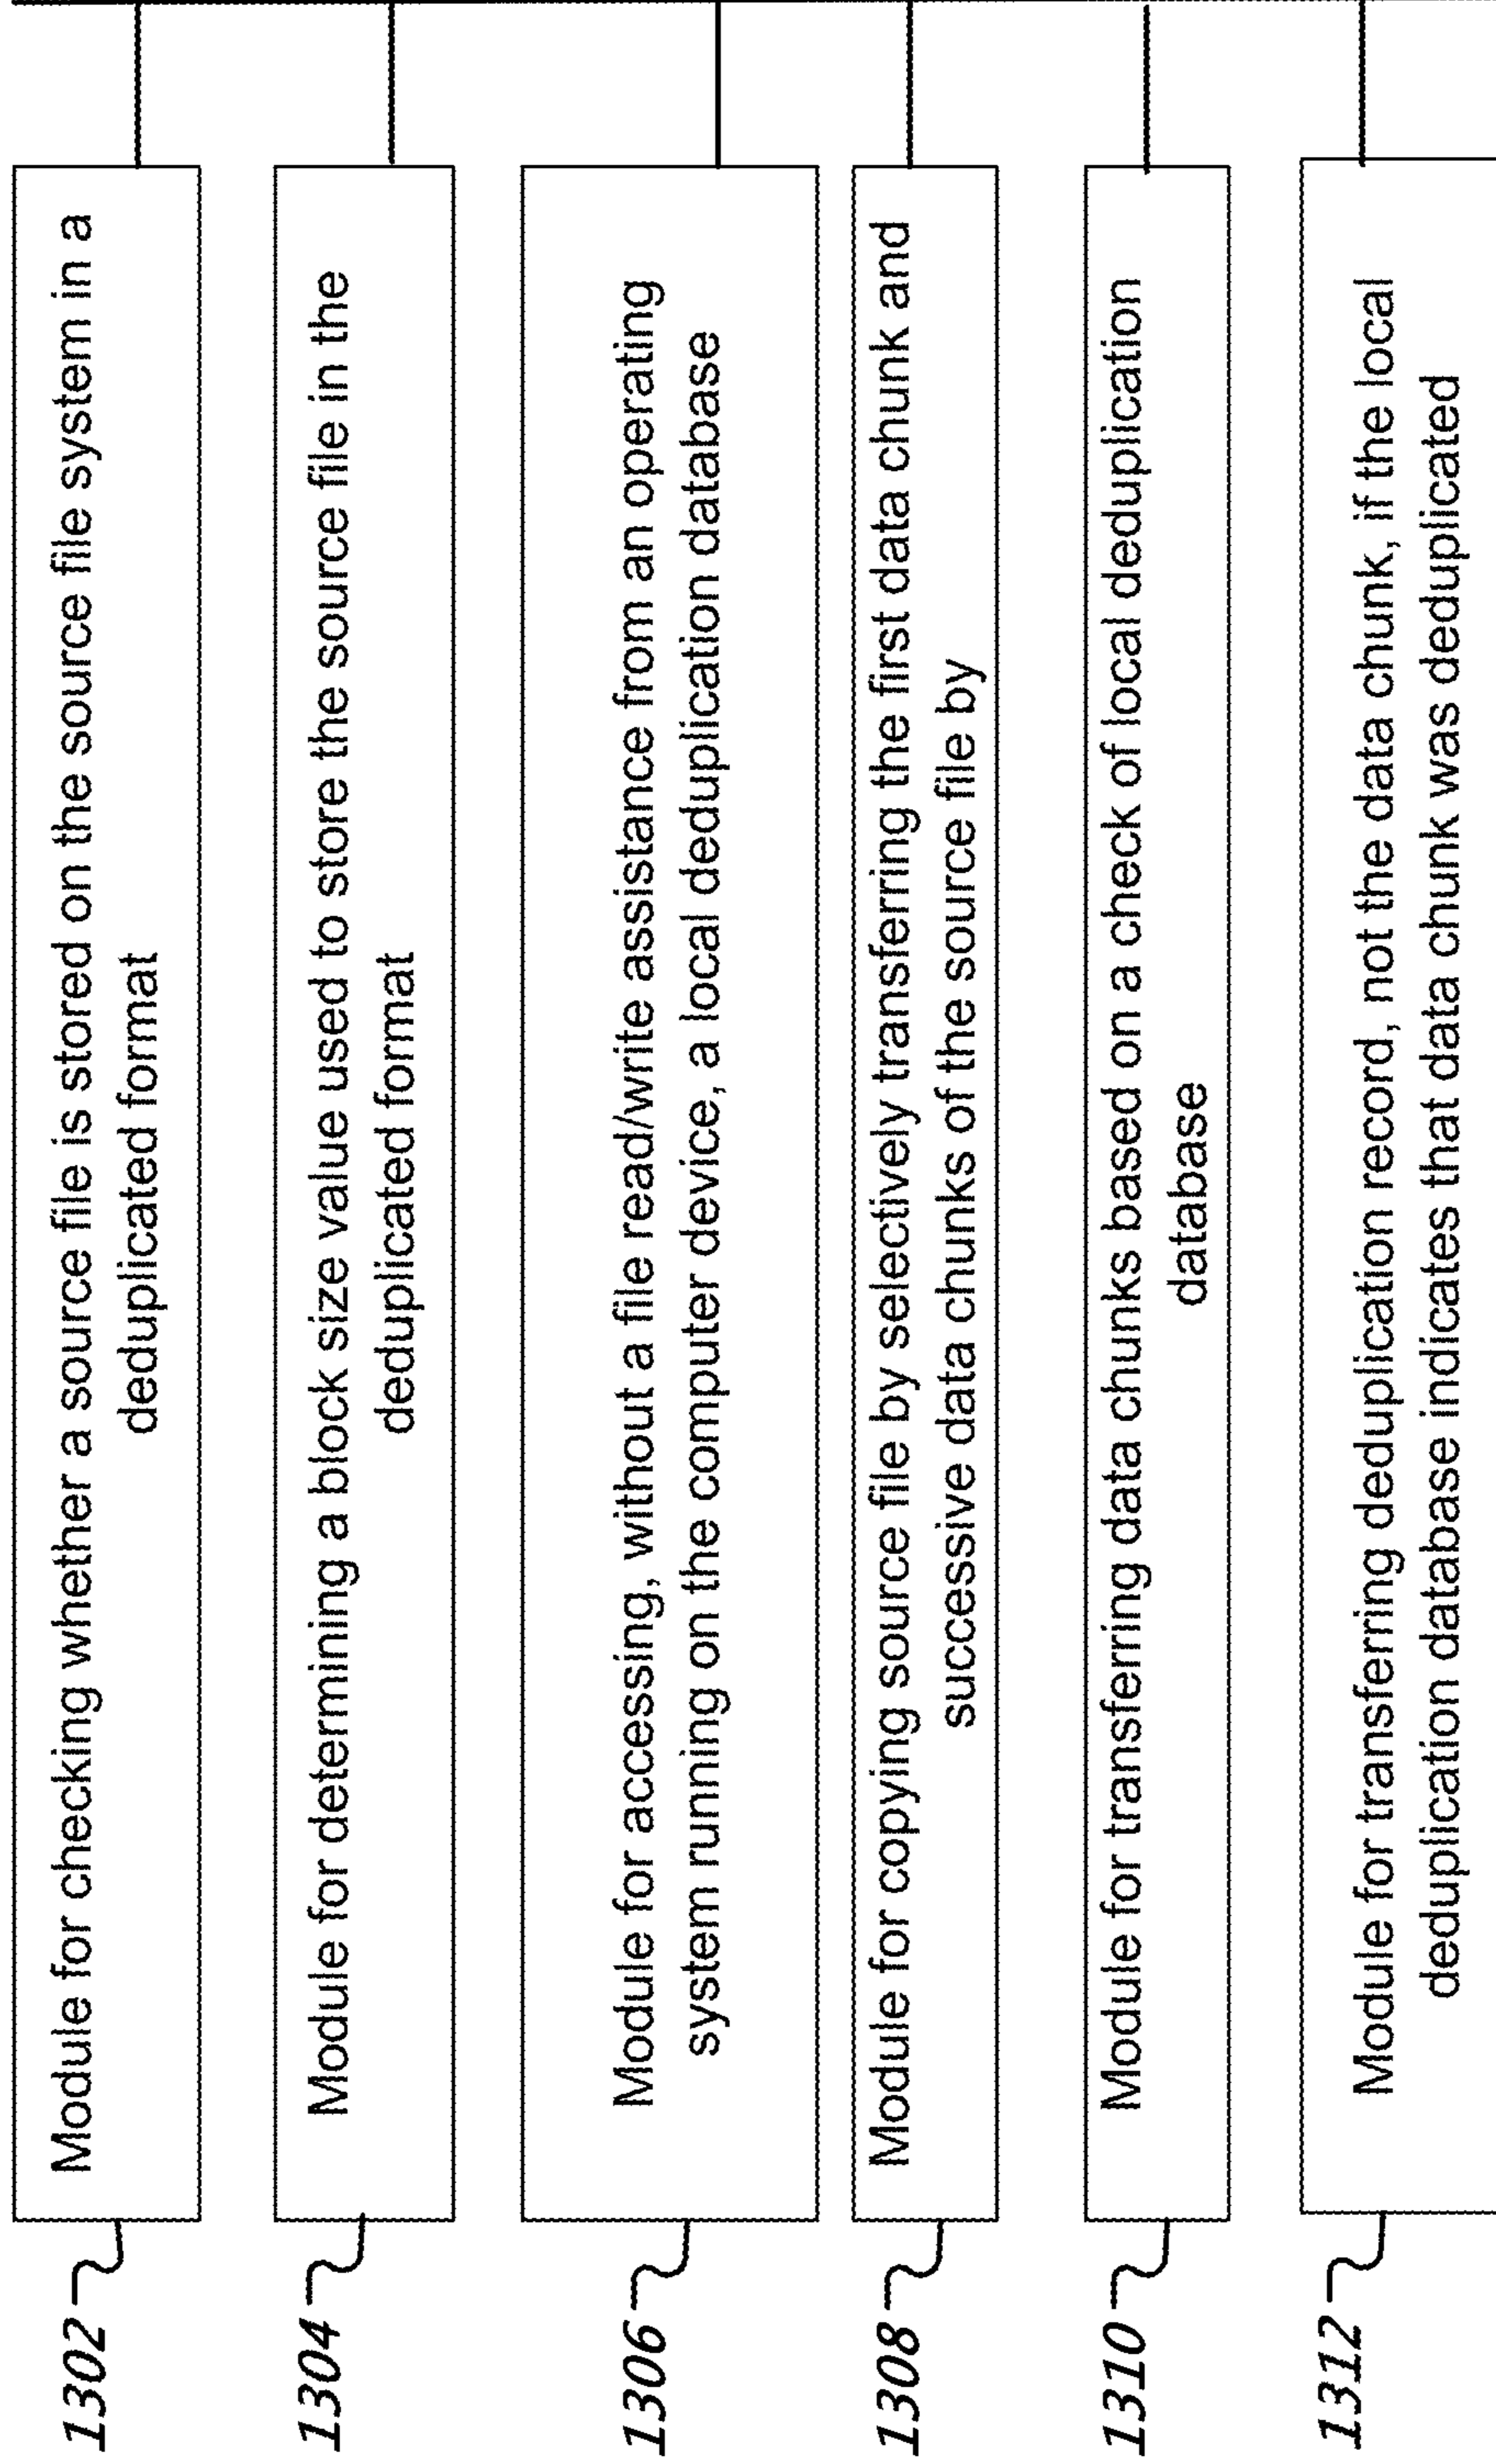 1302
Module for checking whether a source file is stored on the source file system in a
deduplicated format
1304
Module for determining a block size value used to store the source file in the
deduplicated format
1306
Module for accessing, without a file read/write assistance from an operating
system running on the computer device, a local deduplication database
1308
Module for copying source file by selectively transferring the first data chunk and
successive data chunks of the source file by
1310
Module for transferring data chunks based on a check of local deduplication
database
1312
Module for transferring deduplication record, not the data chunk, if the local
deduplication database indicates that data chunk was deduplicated